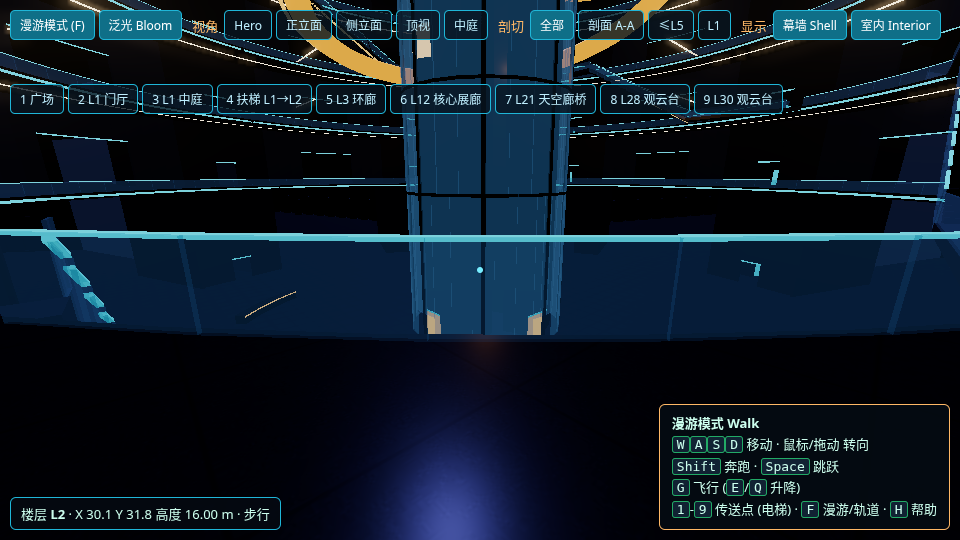 漫游模式 (F) 泛光 Bloom 视角 Hero 正立面 侧立面 顶视 中庭 剖切 全部 剖面 A-A ≤L5 L1 显示 幕墙 Shell 室内 Interior
1 广场 2 L1 门厅 3 L1 中庭 4 扶梯 L1→L2 5 L3 环廊 6 L12 核心展廊 7 L21 天空廊桥 8 L28 观云台 9 L30 观云台
漫游模式 Walk
W A S D 移动 · 鼠标/拖动 转向
Shift 奔跑 · Space 跳跃
G 飞行 (E/Q 升降)
1-9 传送点 (电梯) · F 漫游/轨道 · H 帮助
楼层 L2 · X 30.1 Y 31.8 高度 16.00 m · 步行